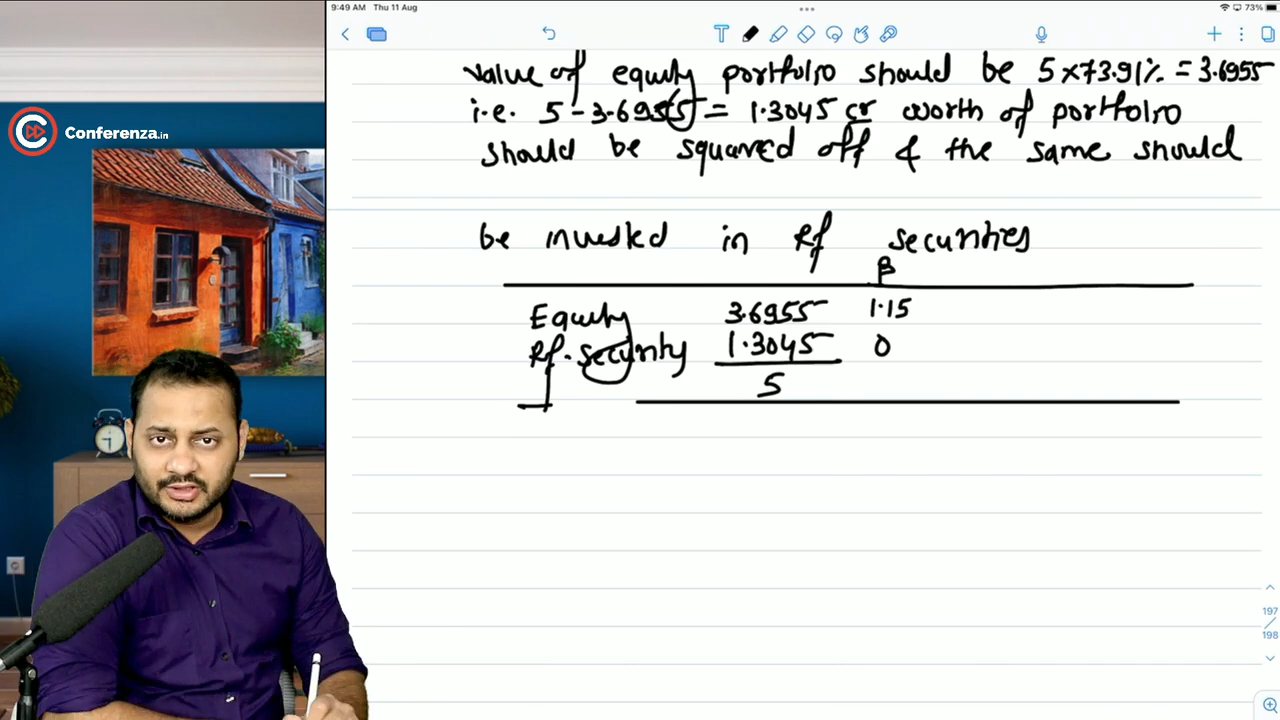 9:49 AM Thu 11 Aug
73%
Conferenza.in
value of equity portfolro should be 5 x 73.91% = 3.6955
i.e. 5 - 3.6955 = 1.3045 cr worth of portfolro
should be squared off & the same should
be invested in Rf securities
β
Equity 3.6955 1.15
Rf. security 1.3045 0
5
197
198